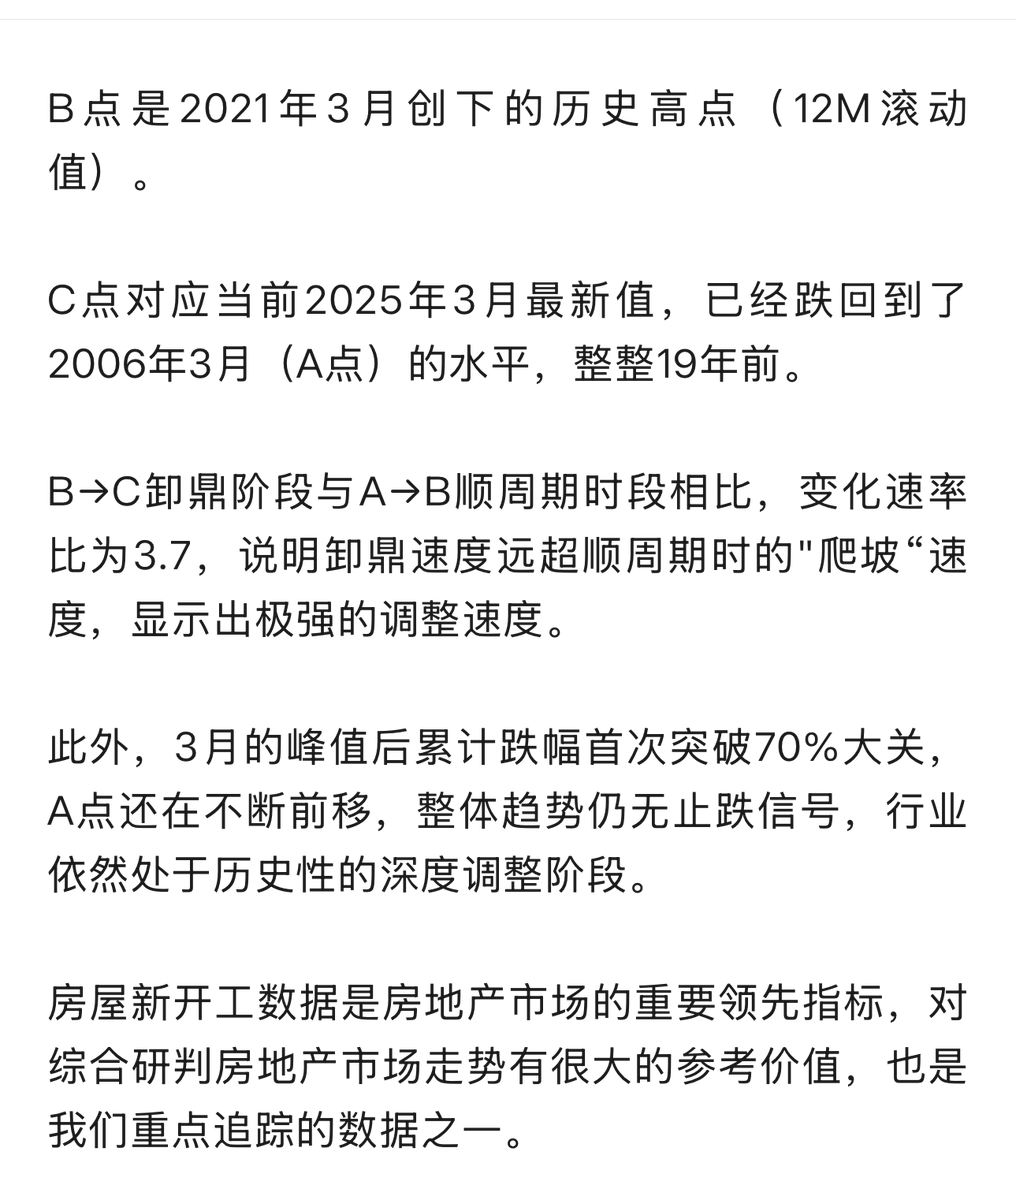 B点是2021年3月创下的历史高点（12M滚动
值）。
C点对应当前2025年3月最新值，已经跌回到了
2006年3月（A点）的水平，整整19年前。
B→C卸鼎阶段与A→B顺周期时段相比，变化速率
比为3.7，说明卸鼎速度远超顺周期时的"爬坡“速
度，显示出极强的调整速度。
此外，3月的峰值后累计跌幅首次突破70%大关，
A点还在不断前移，整体趋势仍无止跌信号，行业
依然处于历史性的深度调整阶段。
房屋新开工数据是房地产市场的重要领先指标，对
综合研判房地产市场走势有很大的参考价值，也是
我们重点追踪的数据之一。